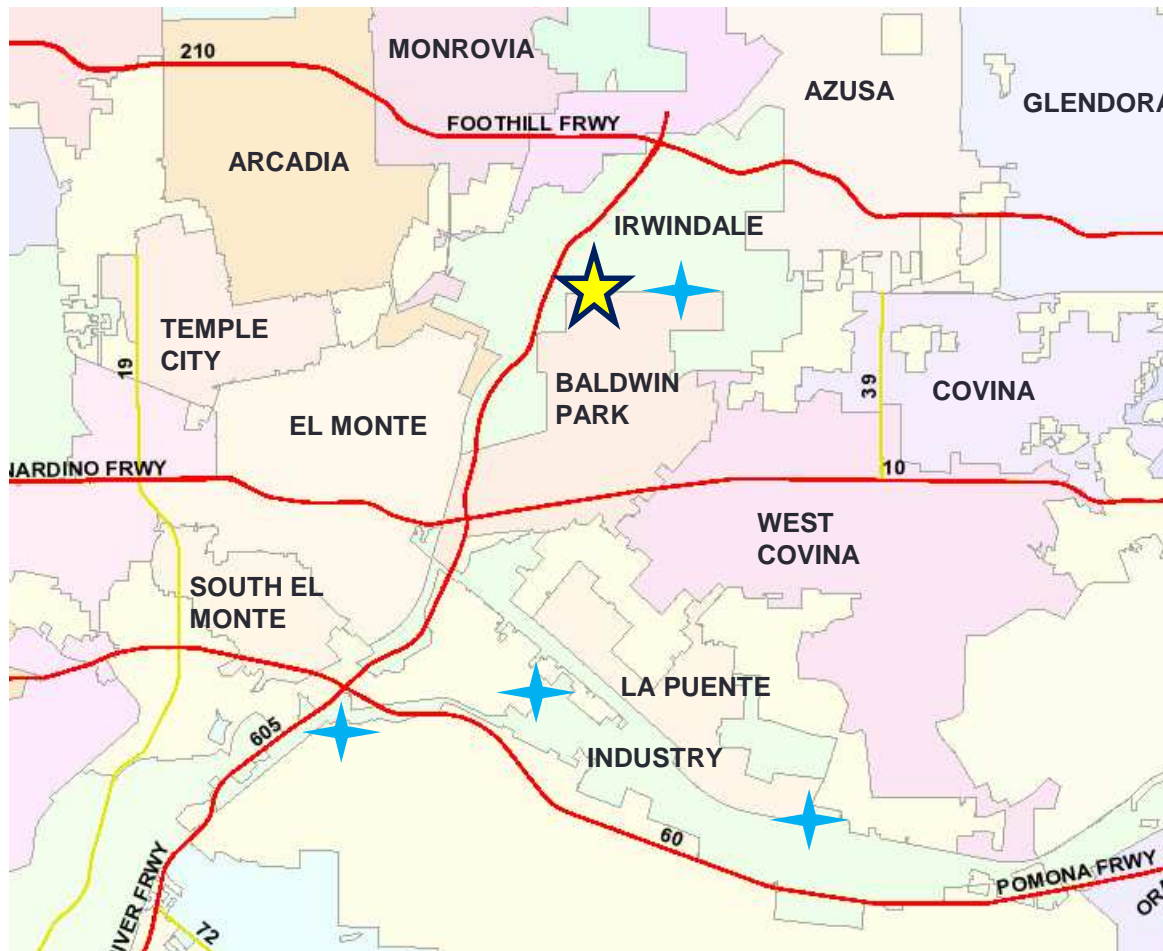 210
MONROVIA
AZUSA
GLENDORA
FOOTHILL FRWY
ARCADIA
IRWINDALE
TEMPLE
CITY
19
BALDWIN
PARK
39
COVINA
EL MONTE
NARDINO FRWY
10
WEST
COVINA
SOUTH EL
MONTE
LA PUENTE
605
INDUSTRY
60
POMONA FRWY
IVER FRWY
72
OR